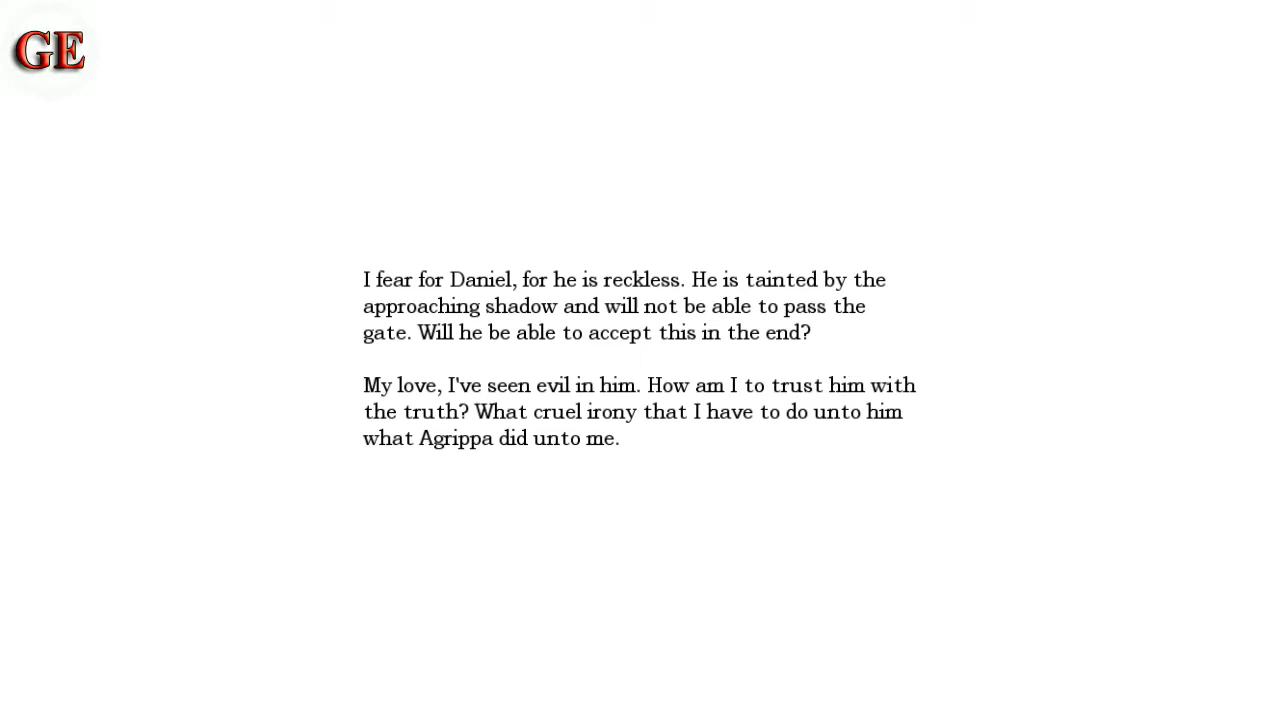 GE
I fear for Daniel, for he is reckless. He is tainted by the
approaching shadow and will not be able to pass the
gate. Will he be able to accept this in the end?
My love, I've seen evil in him. How am I to trust him with
the truth? What cruel irony that I have to do unto him
what Agrippa did unto me.